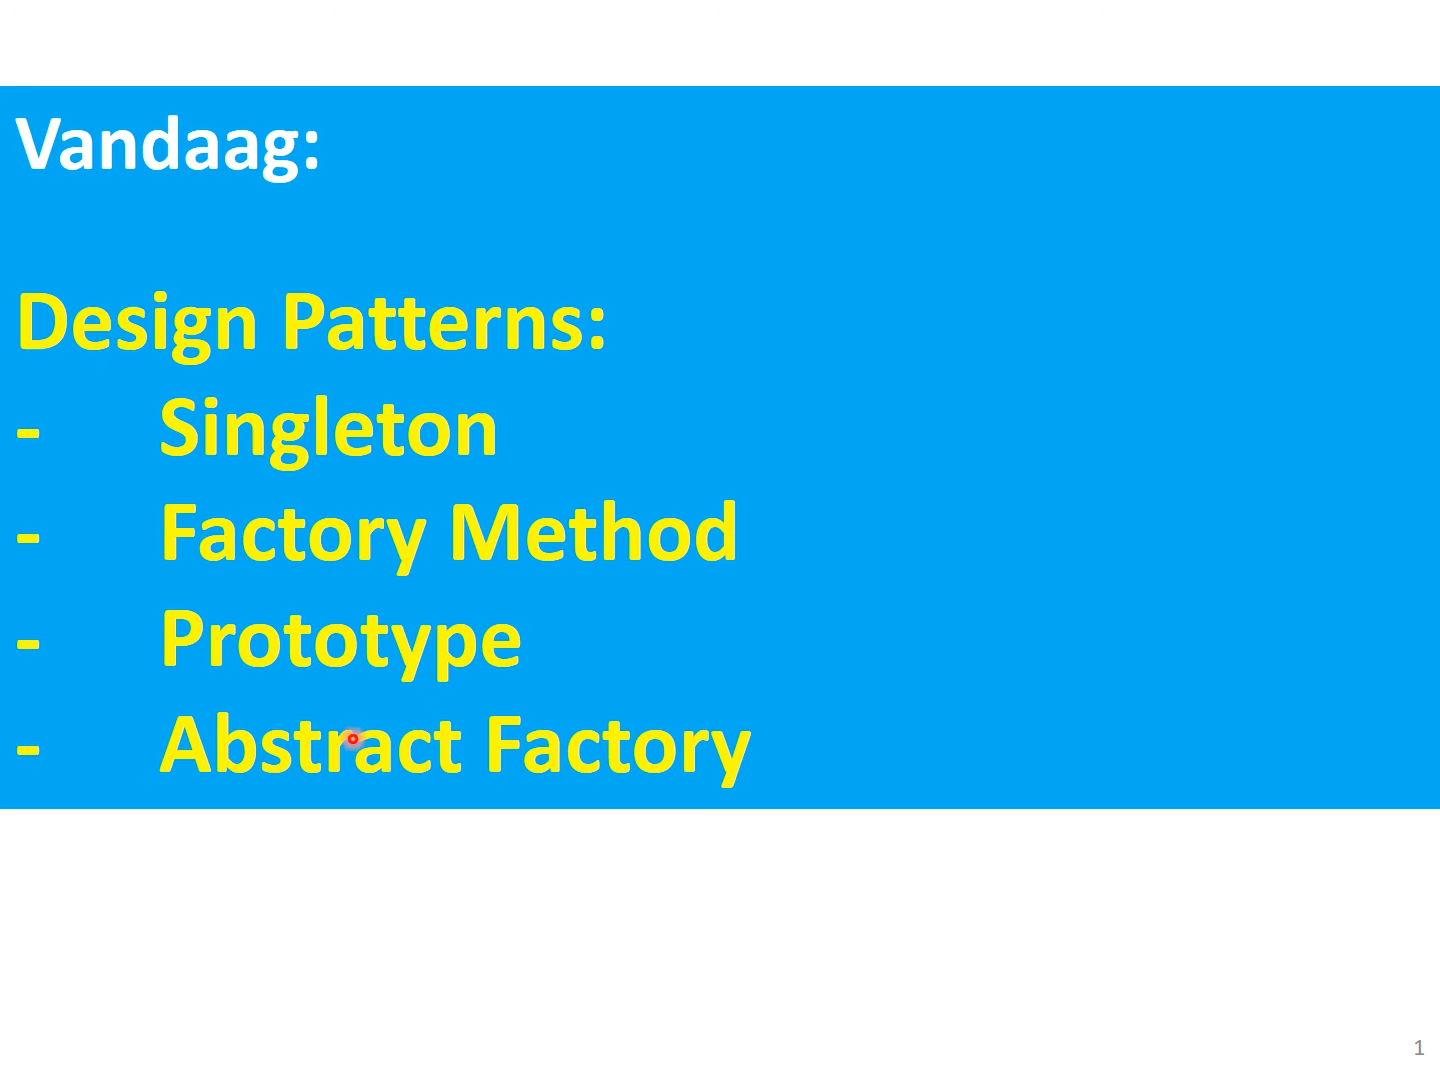 Vandaag:
Design Patterns:
- Singleton
- Factory Method
- Prototype
- Abstract Factory
1